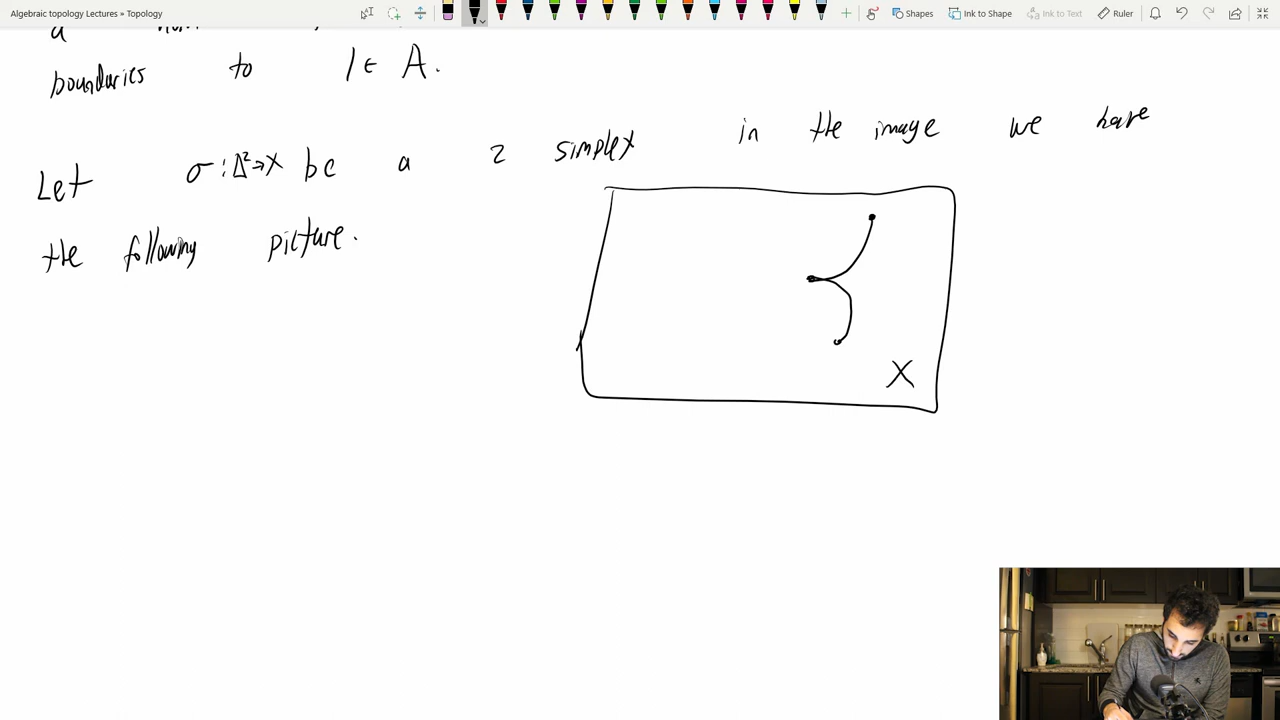 Algebraic topology Lectures » Topology
Shapes
Ink to Shape
Ink to Text
Ruler
a
boundaries to 1 ∈ A.
Let σ : Δ² → X be a 2 simplex in the image we have
the following picture.
X